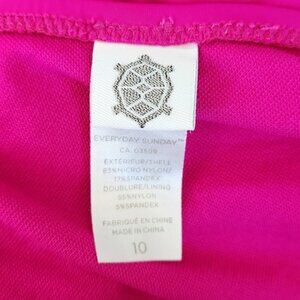 EVERYDAY SUNDAY™
CA 03509
EXTÉRIEUR/SHELL
83% MICRO NYLON
17% SPANDEX
DOUBLURE/LINING
95% NYLON
5% SPANDEX
FABRIQUÉ EN CHINE
MADE IN CHINA
10